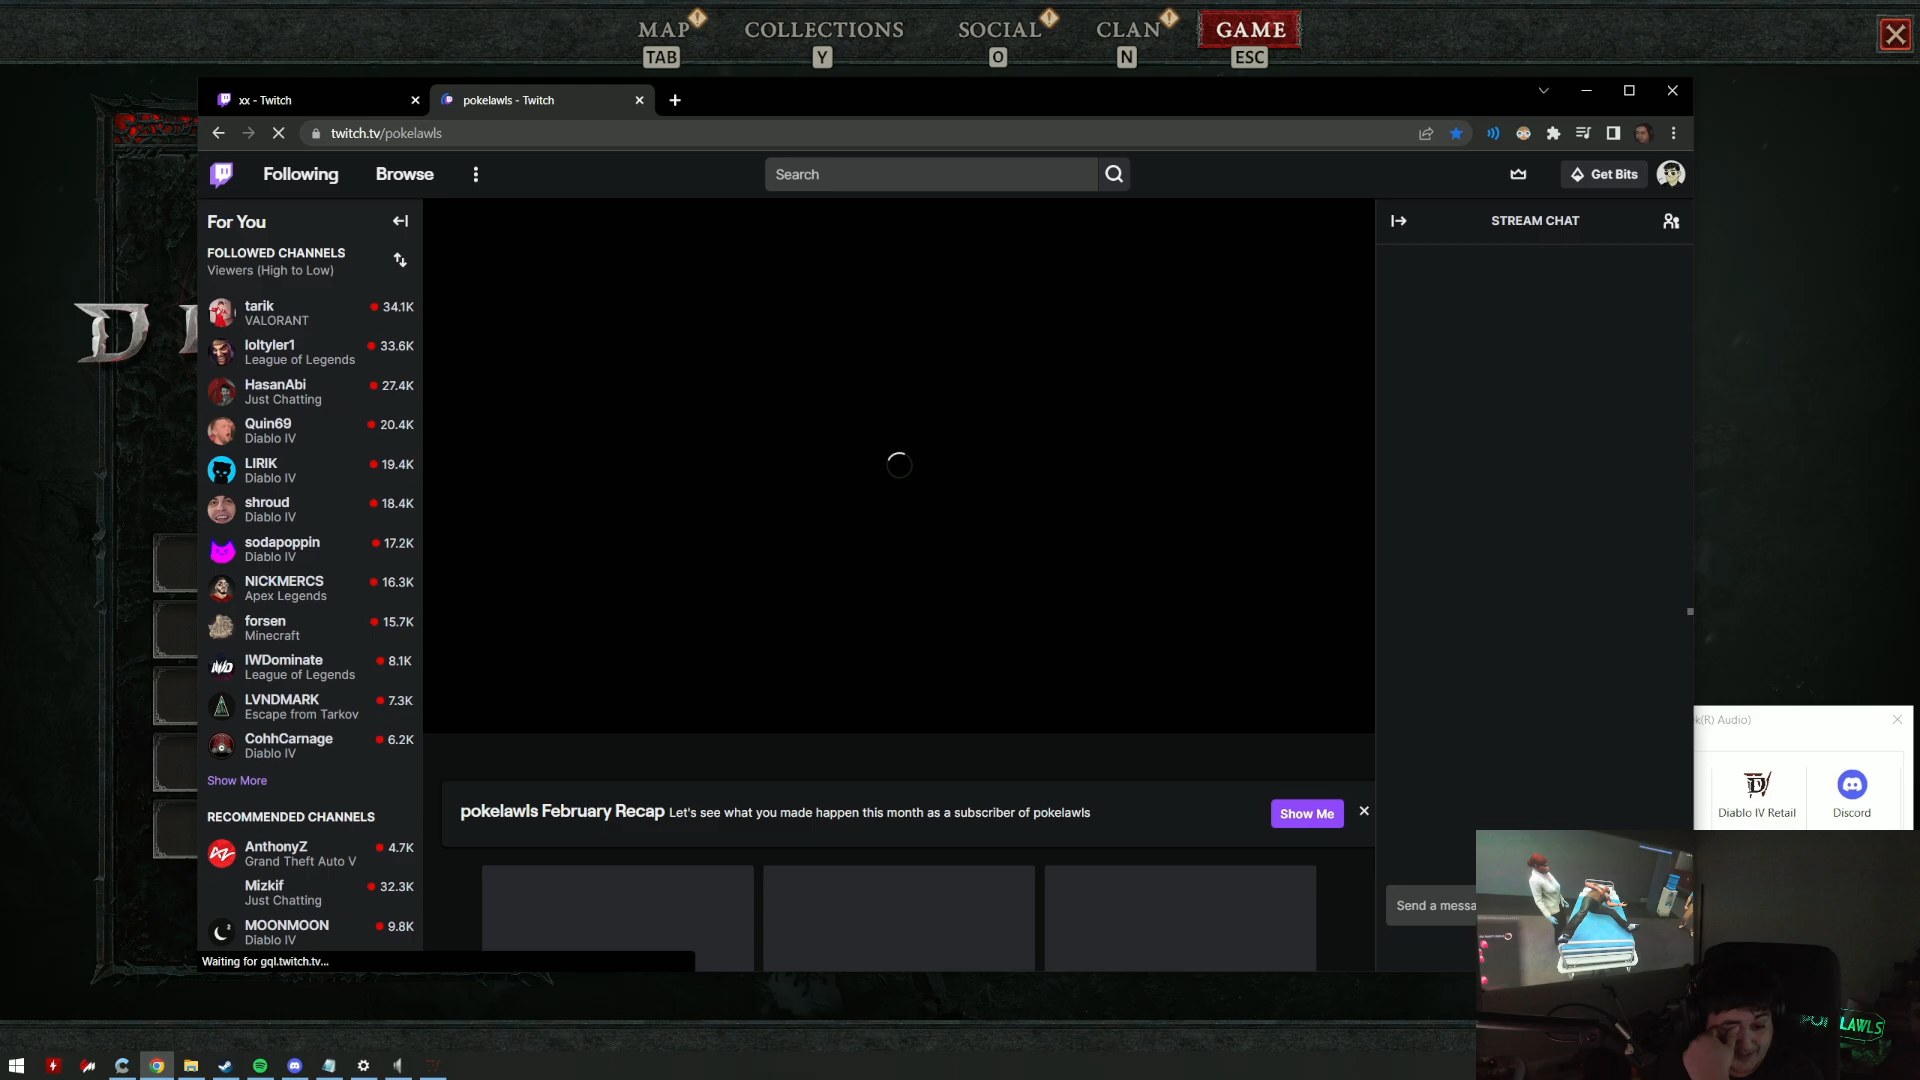 MAP
COLLECTIONS
SOCIAL
CLAN
GAME
TAB
Y
O
N
ESC
xx - Twitch
pokelawls - Twitch
twitch.tv/pokelawls
Following
Browse
Search
Get Bits
For You
FOLLOWED CHANNELS
Viewers (High to Low)
tarik
34.1K
VALORANT
loltyler1
33.6K
League of Legends
HasanAbi
27.4K
Just Chatting
Quin69
20.4K
Diablo IV
LIRIK
19.4K
Diablo IV
shroud
18.4K
Diablo IV
sodapoppin
17.2K
Diablo IV
NICKMERCS
16.3K
Apex Legends
forsen
15.7K
Minecraft
IWDominate
8.1K
League of Legends
LVNDMARK
7.3K
Escape from Tarkov
CohhCarnage
6.2K
Diablo IV
Show More
RECOMMENDED CHANNELS
AnthonyZ
4.7K
Grand Theft Auto V
Mizkif
32.3K
Just Chatting
MOONMOON
9.8K
Diablo IV
Waiting for gql.twitch.tv...
pokelawls February Recap Let's see what you made happen this month as a subscriber of pokelawls
Show Me
STREAM CHAT
Send a messa
k(R) Audio)
Diablo IV Retail
Discord
LAWLS
D